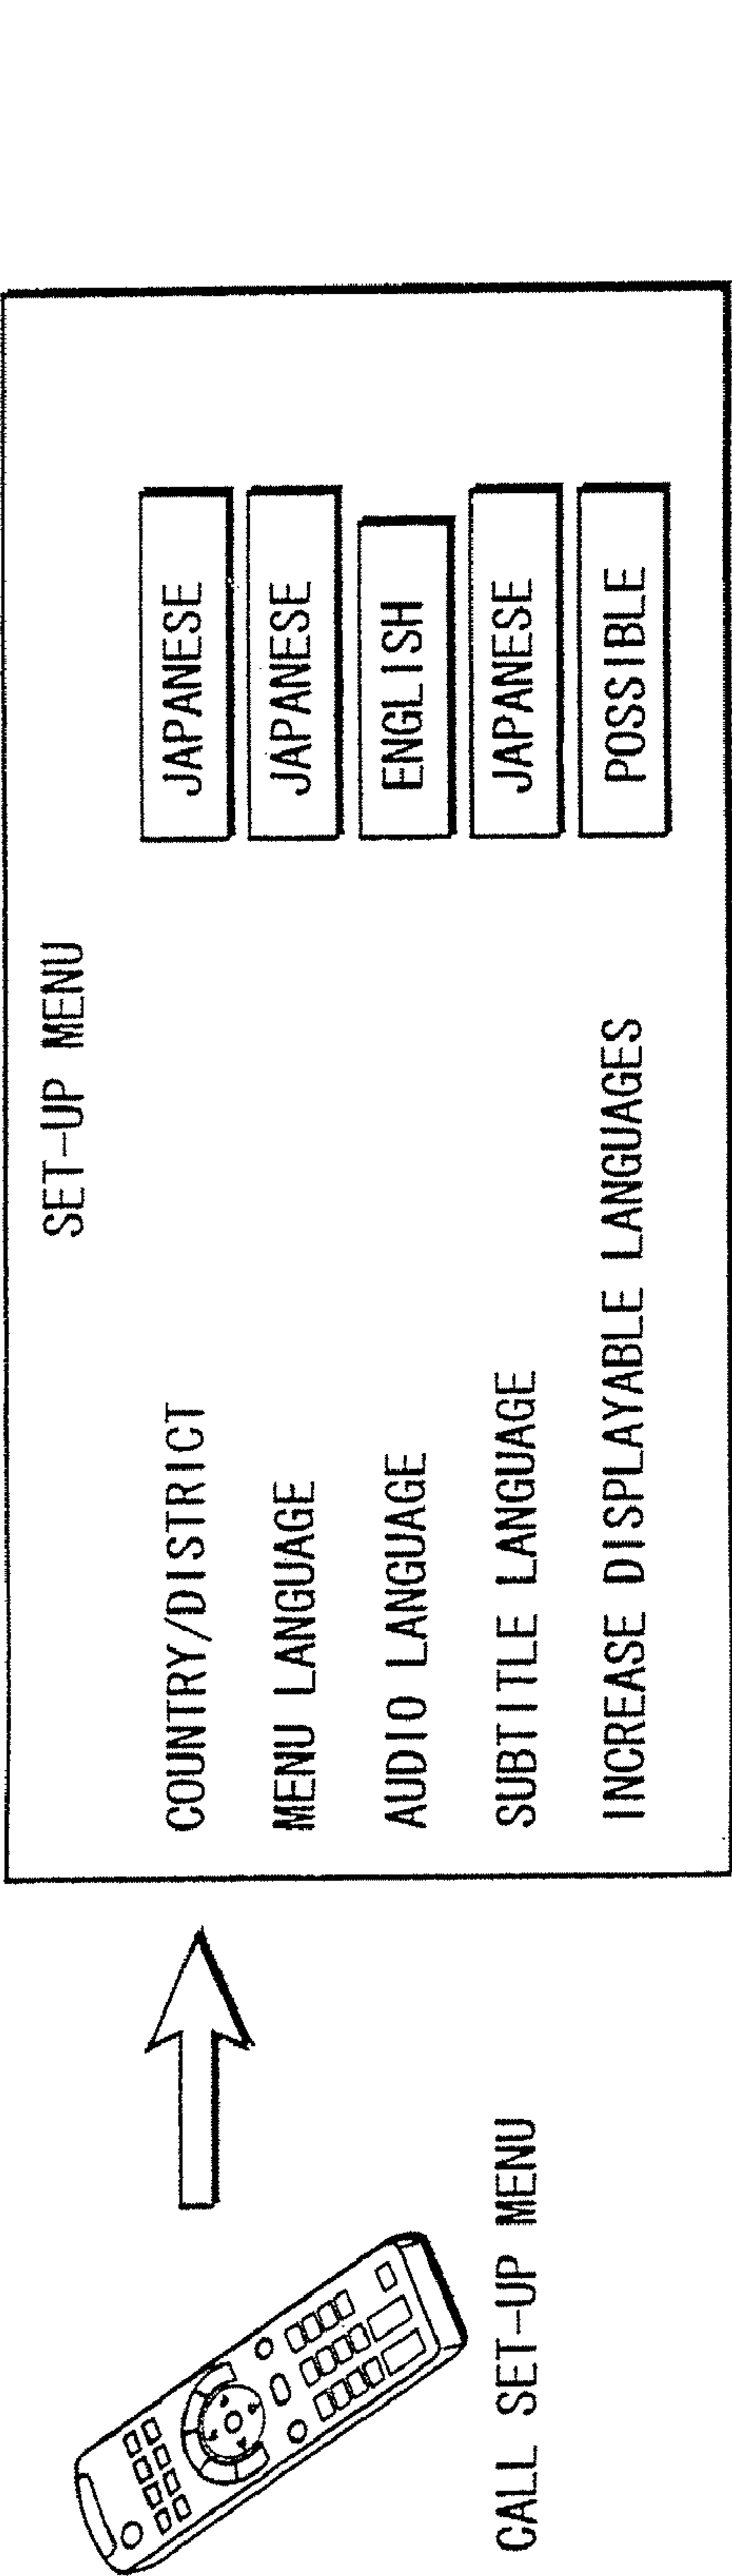 SET-UP MENU
COUNTRY/DISTRICT JAPANESE
MENU LANGUAGE JAPANESE
AUDIO LANGUAGE ENGLISH
SUBTITLE LANGUAGE JAPANESE
INCREASE DISPLAYABLE LANGUAGES POSSIBLE
CALL SET-UP MENU